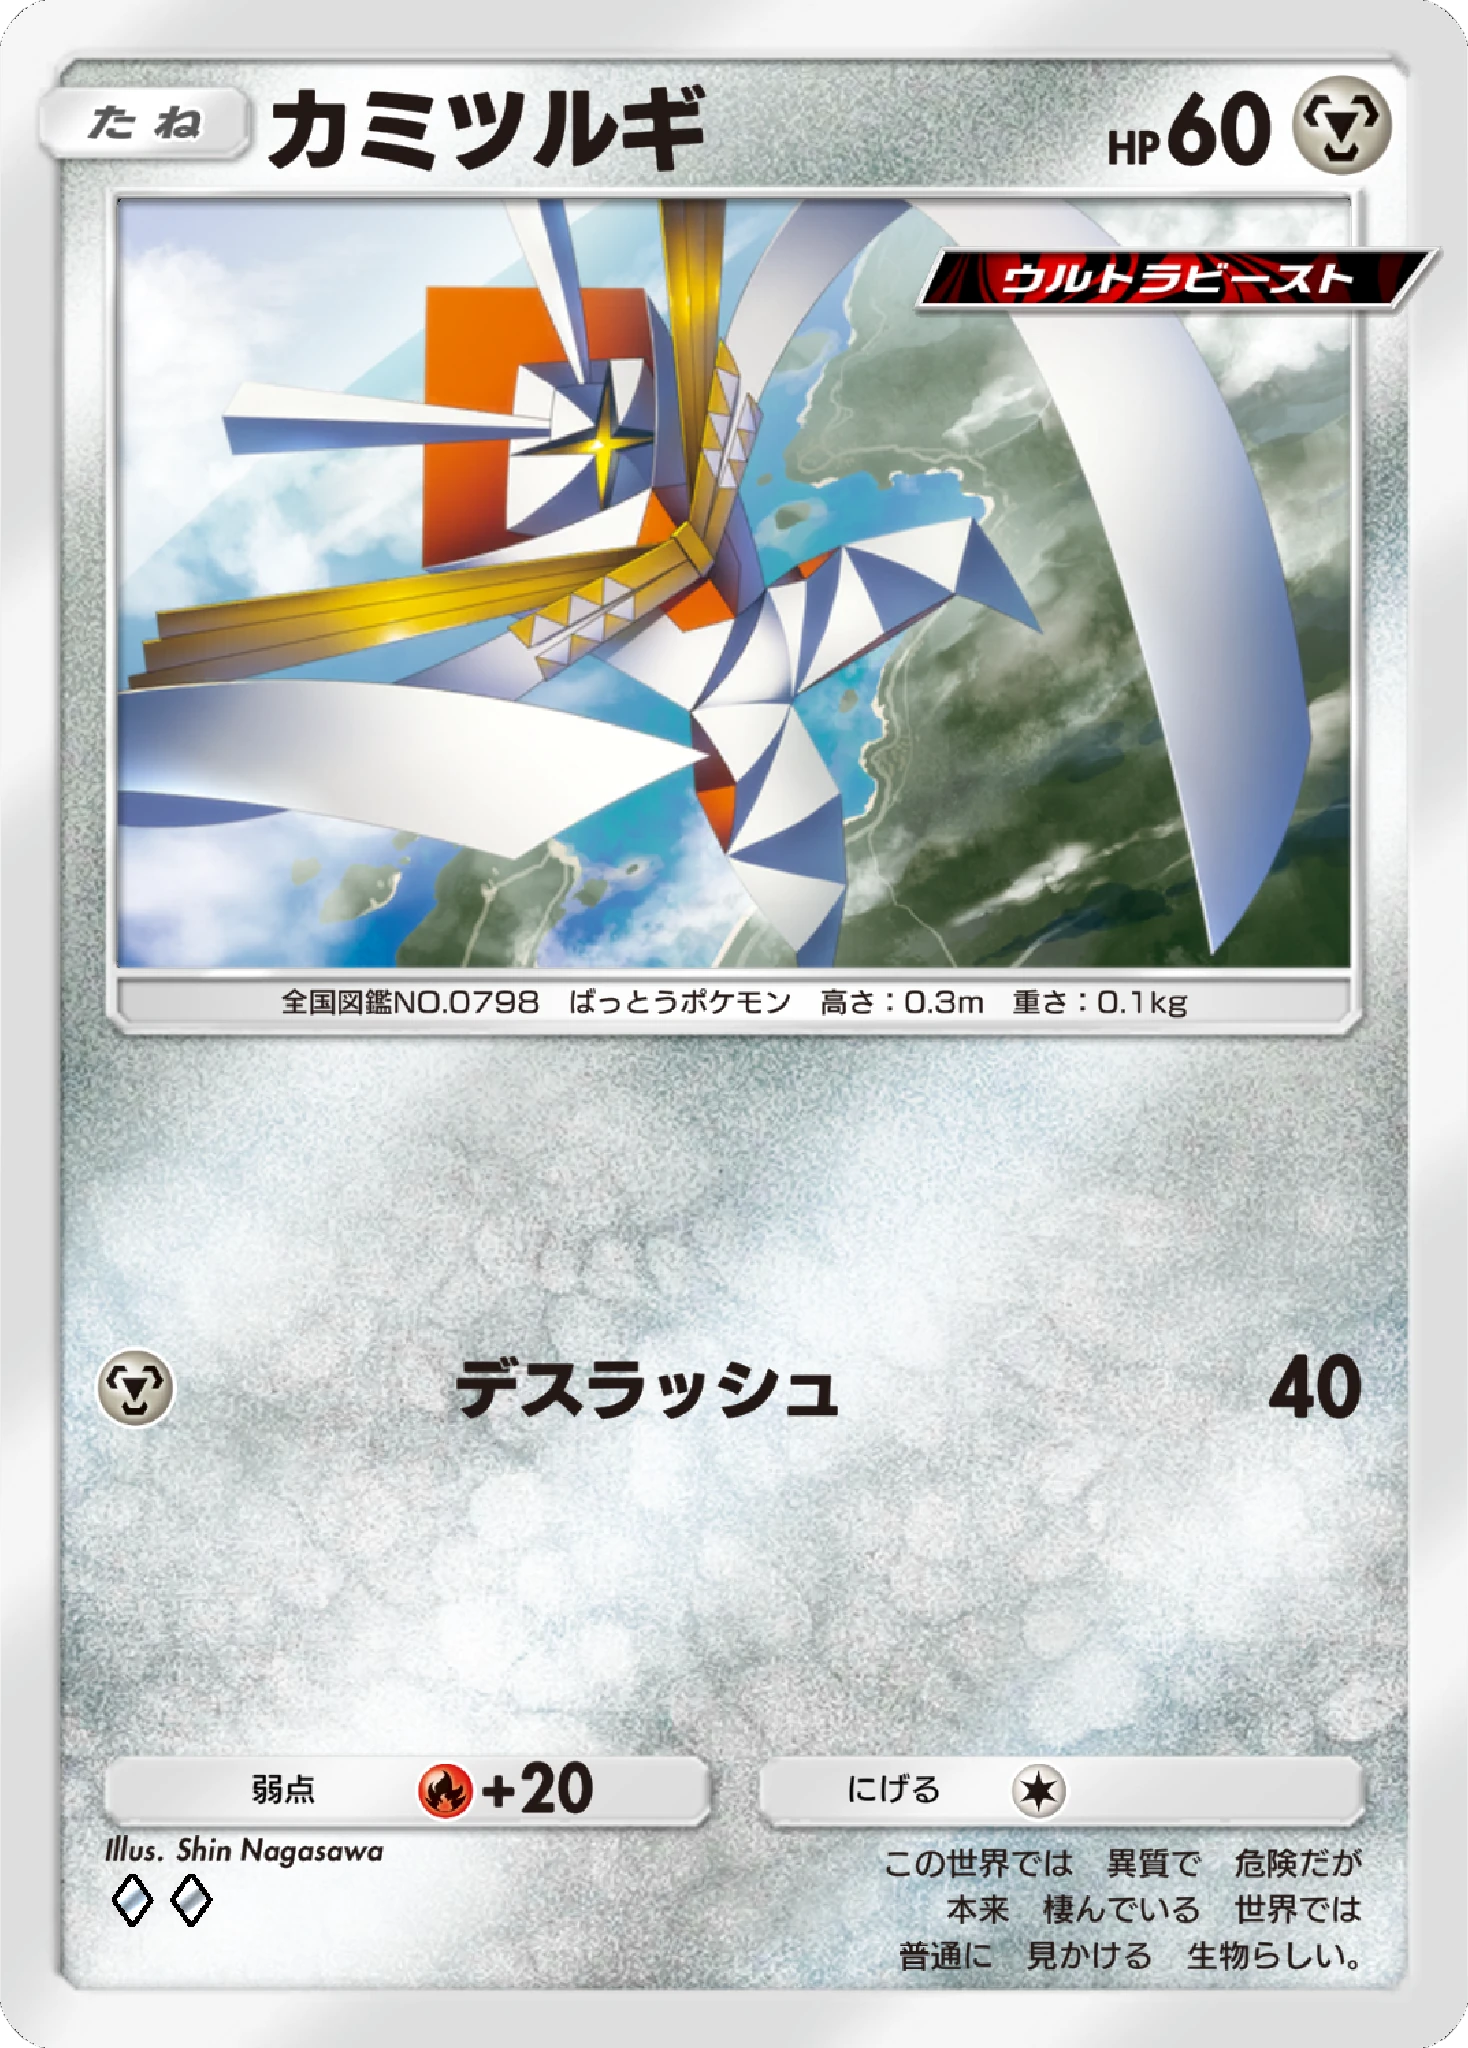 たね カミツルギ HP60
ウルトラビースト
全国図鑑NO.0798 ばっとうポケモン 高さ:0.3m 重さ:0.1kg
デスラッシュ 40
弱点 +20 にげる
Illus. Shin Nagasawa
この世界では 異質で 危険だが
本来 棲んでいる 世界では
普通に 見かける 生物らしい。